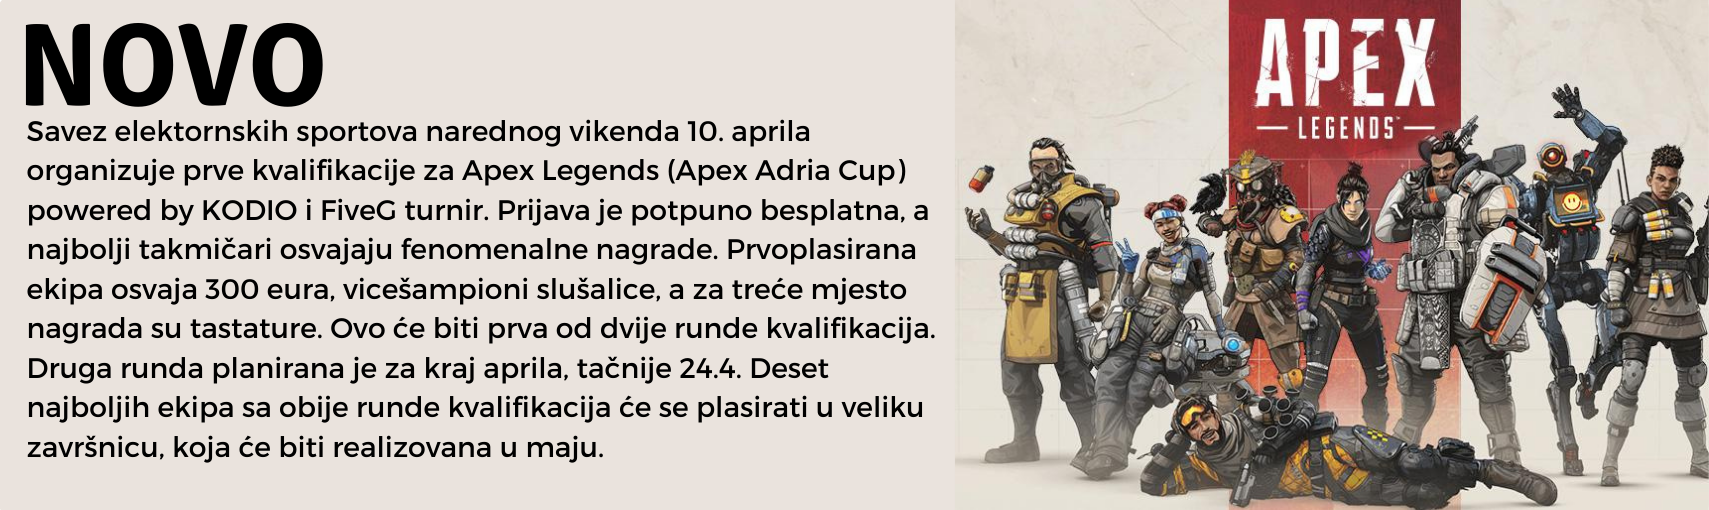 NOVO
Savez elektornskih sportova narednog vikenda 10. aprila
organizuje prve kvalifikacije za Apex Legends (Apex Adria Cup)
powered by KODIO i FiveG turnir. Prijava je potpuno besplatna, a
najbolji takmičari osvajaju fenomenalne nagrade. Prvoplasirana
ekipa osvaja 300 eura, vicešampioni slušalice, a za treće mjesto
nagrada su tastature. Ovo će biti prva od dvije runde kvalifikacija.
Druga runda planirana je za kraj aprila, tačnije 24.4. Deset
najboljih ekipa sa obije runde kvalifikacija će se plasirati u veliku
završnicu, koja će biti realizovana u maju.
APEX
LEGENDS™